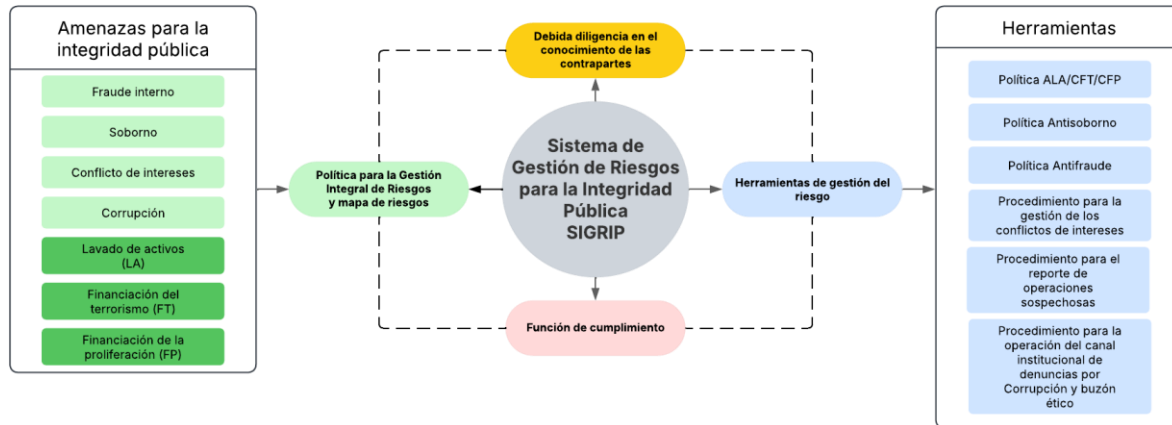 Amenazas para la
integridad pública
Fraude interno
Soborno
Conflicto de intereses
Corrupción
Lavado de activos
(LA)
Financiación del
terrorismo (FT)
Financiación de la
proliferación (FP)
Política para la Gestión
Integral de Riesgos
y mapa de riesgos
Debida diligencia en el
conocimiento de las
contrapartes
Sistema de
Gestión de Riesgos
para la Integridad
Pública
SIGRIP
Función de cumplimiento
Herramientas de gestión del
riesgo
Herramientas
Política ALA/CFT/CFP
Política Antisoborno
Política Antifraude
Procedimiento para la
gestión de los
conflictos de intereses
Procedimiento para el
reporte de
operaciones
sospechosas
Procedimiento para la
operación del canal
institucional de
denuncias por
Corrupción y buzón
ético